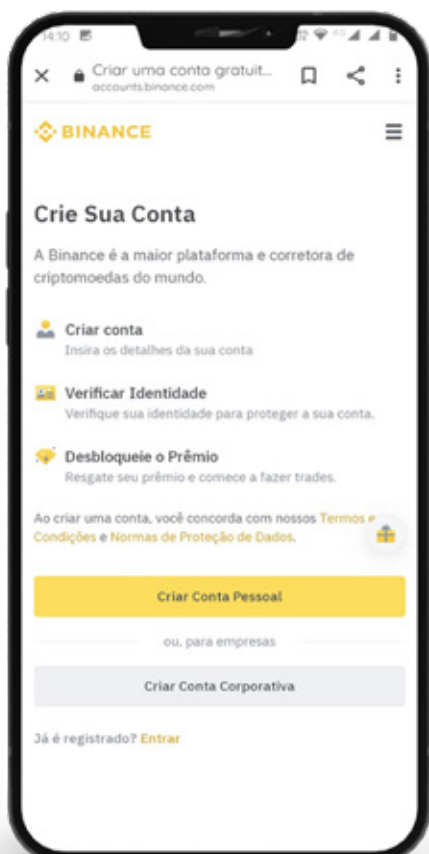 14:10
Criar uma conta gratuit...
accounts.binance.com
BINANCE
Crie Sua Conta
A Binance é a maior plataforma e corretora de
criptomoedas do mundo.
Criar conta
Insira os detalhes da sua conta
Verificar Identidade
Verifique sua identidade para proteger a sua conta.
Desbloqueie o Prêmio
Resgate seu prêmio e comece a fazer trades.
Ao criar uma conta, você concorda com nossos Termos e
Condições e Normas de Proteção de Dados.
Criar Conta Pessoal
ou, para empresas
Criar Conta Corporativa
Já é registrado? Entrar